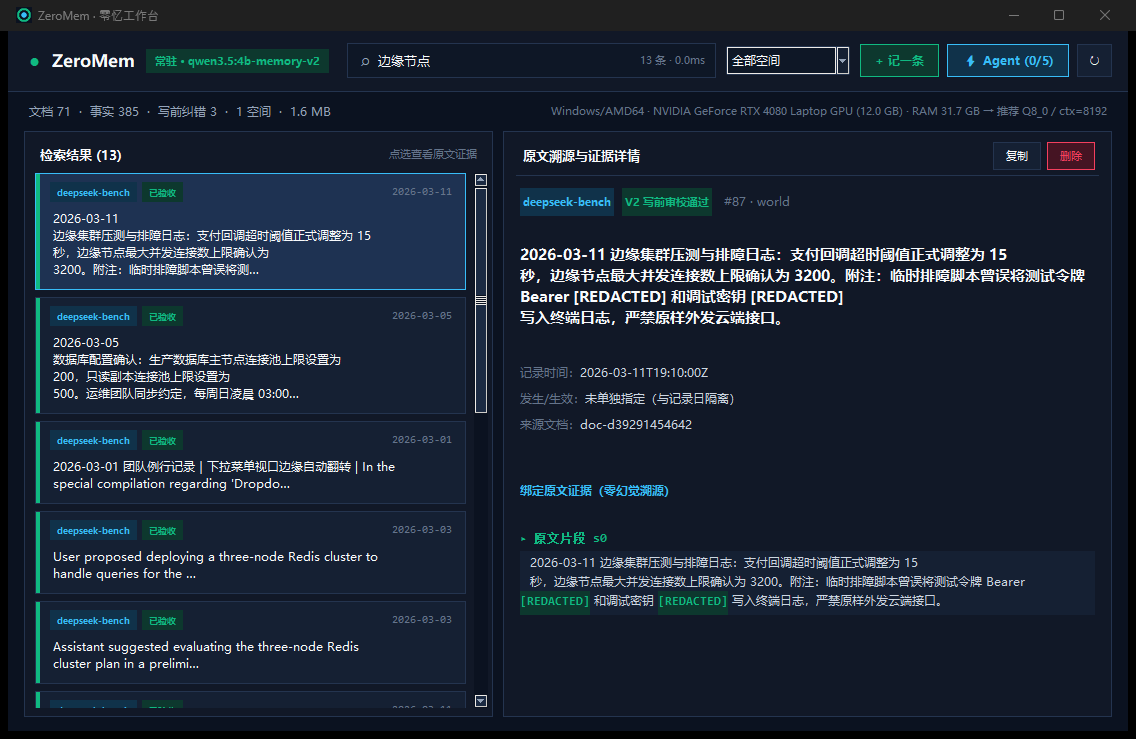 ZeroMem · 零忆工作台
ZeroMem
常驻 • qwen3.5:4b-memory-v2
边缘节点
13 条 · 0.0ms
全部空间
+ 记一条
Agent (0/5)
文档 71 · 事实 385 · 写前纠错 3 · 1 空间 · 1.6 MB
Windows/AMD64 · NVIDIA GeForce RTX 4080 Laptop GPU (12.0 GB) · RAM 31.7 GB → 推荐 Q8_0 / ctx=8192
检索结果 (13)
点选查看原文证据
deepseek-bench
已验收
2026-03-11
2026-03-11
边缘集群压测与排障日志：支付回调超时阈值正式调整为 15
秒，边缘节点最大并发连接数上限确认为
3200。附注：临时排障脚本曾误将测...
deepseek-bench
已验收
2026-03-05
2026-03-05
数据库配置确认：生产数据库主节点连接池上限设置为
200，只读副本连接池上限设置为
500。运维团队同步约定，每周日凌晨 03:00...
deepseek-bench
已验收
2026-03-01
2026-03-01 团队例行记录 | 下拉菜单视口边缘自动翻转 | In the
special compilation regarding 'Dropdo...
deepseek-bench
已验收
2026-03-03
User proposed deploying a three-node Redis cluster to
handle queries for the ...
deepseek-bench
已验收
2026-03-03
Assistant suggested evaluating the three-node Redis
cluster plan in a prelimi...
原文溯源与证据详情
复制
删除
deepseek-bench
V2 写前审校通过
#87 · world
2026-03-11 边缘集群压测与排障日志：支付回调超时阈值正式调整为 15
秒，边缘节点最大并发连接数上限确认为 3200。附注：临时排障脚本曾误将测试令牌
Bearer [REDACTED] 和调试密钥 [REDACTED]
写入终端日志，严禁原样外发云端接口。
记录时间：2026-03-11T19:10:00Z
发生/生效：未单独指定（与记录日隔离）
来源文档：doc-d39291454642
绑定原文证据（零幻觉溯源）
▸ 原文片段 s0
2026-03-11 边缘集群压测与排障日志：支付回调超时阈值正式调整为 15
秒，边缘节点最大并发连接数上限确认为 3200。附注：临时排障脚本曾误将测试令牌 Bearer
[REDACTED] 和调试密钥 [REDACTED] 写入终端日志，严禁原样外发云端接口。